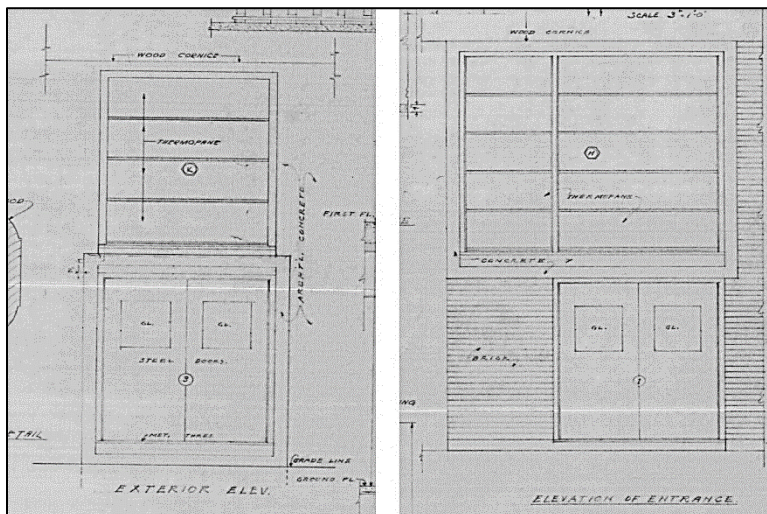 WOOD CORNICE
THERMOPANE
K
ARCHT'L CONCRETE
FIRST FL.
GL. GL.
STEEL DOORS.
3
MET. THRES.
GRADE LINE
GROUND FL.
EXTERIOR ELEV.
SCALE 3"=1'-0"
WOOD CORNICE
H
THERMOPANE
CONCRETE
GL. GL.
BRICK
1
ELEVATION OF ENTRANCE